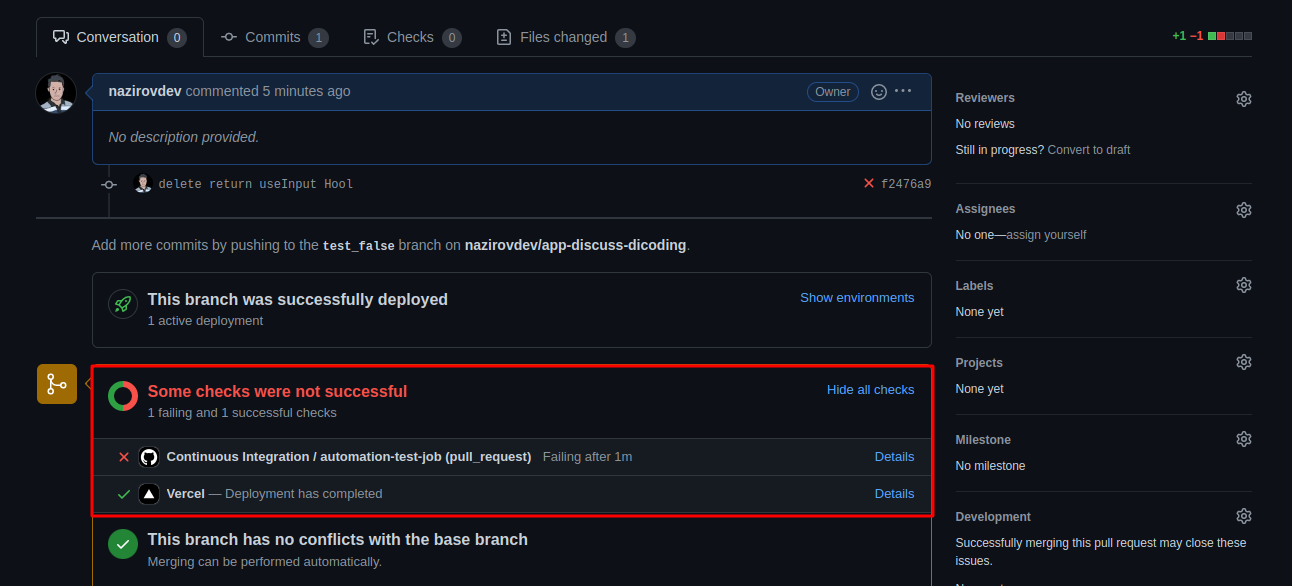 Conversation 0 Commits 1 Checks 0 Files changed 1 +1 −1
nazirovdev commented 5 minutes ago Owner
No description provided.
delete return useInput Hool f2476a9
Add more commits by pushing to the test_false branch on nazirovdev/app-discuss-dicoding.
This branch was successfully deployed Show environments
1 active deployment
Some checks were not successful Hide all checks
1 failing and 1 successful checks
Continuous Integration / automation-test-job (pull_request) Failing after 1m Details
Vercel — Deployment has completed Details
This branch has no conflicts with the base branch
Merging can be performed automatically.
Reviewers
No reviews
Still in progress? Convert to draft
Assignees
No one—assign yourself
Labels
None yet
Projects
None yet
Milestone
No milestone
Development
Successfully merging this pull request may close these
issues.